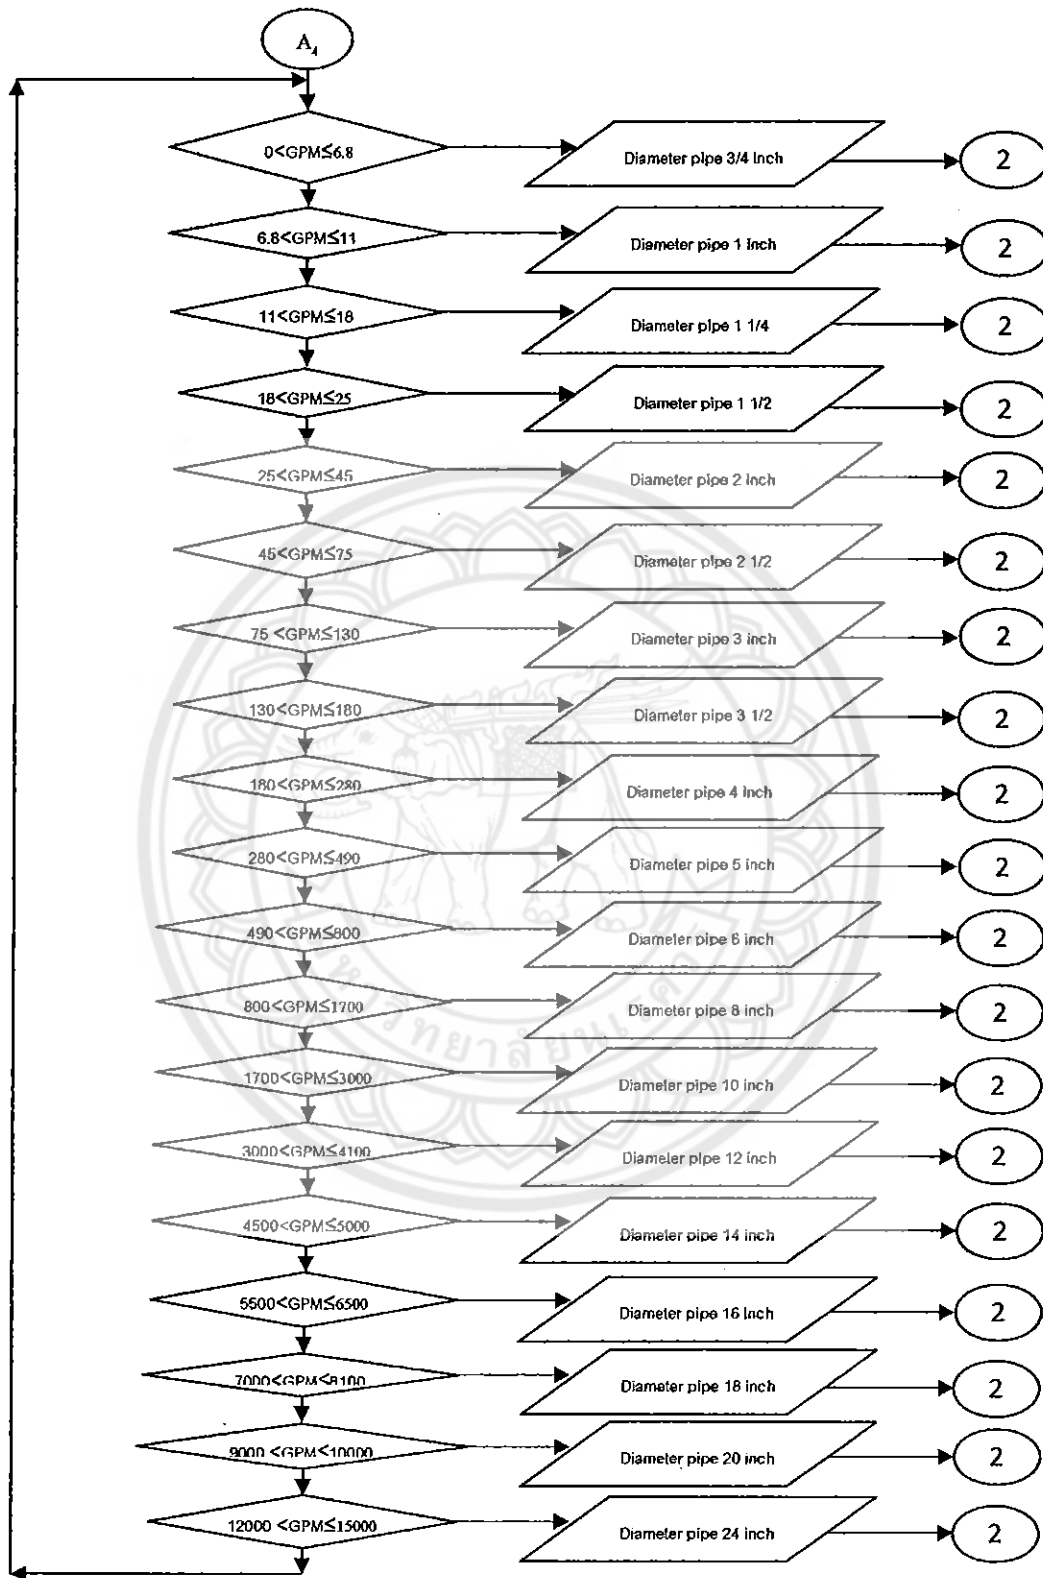 A4
0<GPM≤6.8
Diameter pipe 3/4 Inch
2
6.8<GPM≤11
Diameter pipe 1 Inch
2
11<GPM≤18
Diameter pipe 1 1/4
2
18<GPM≤25
Diameter pipe 1 1/2
2
25<GPM≤45
Diameter pipe 2 Inch
2
45<GPM≤75
Diameter pipe 2 1/2
2
75 <GPM≤130
Diameter pipe 3 inch
2
130<GPM≤180
Diameter pipe 3 1/2
2
180<GPM≤280
Diameter pipe 4 Inch
2
280<GPM≤490
Diameter pipe 5 inch
2
490<GPM≤800
Diameter pipe 6 inch
2
800<GPM≤1700
Diameter pipe 8 inch
2
1700<GPM≤3000
Diameter pipe 10 inch
2
3000<GPM≤4100
Diameter pipe 12 inch
2
4500<GPM≤5000
Diameter pipe 14 inch
2
5500<GPM≤6500
Diameter pipe 16 Inch
2
7000<GPM≤8100
Diameter pipe 18 inch
2
9000 <GPM≤10000
Diameter pipe 20 inch
2
12000 <GPM≤15000
Diameter pipe 24 inch
2